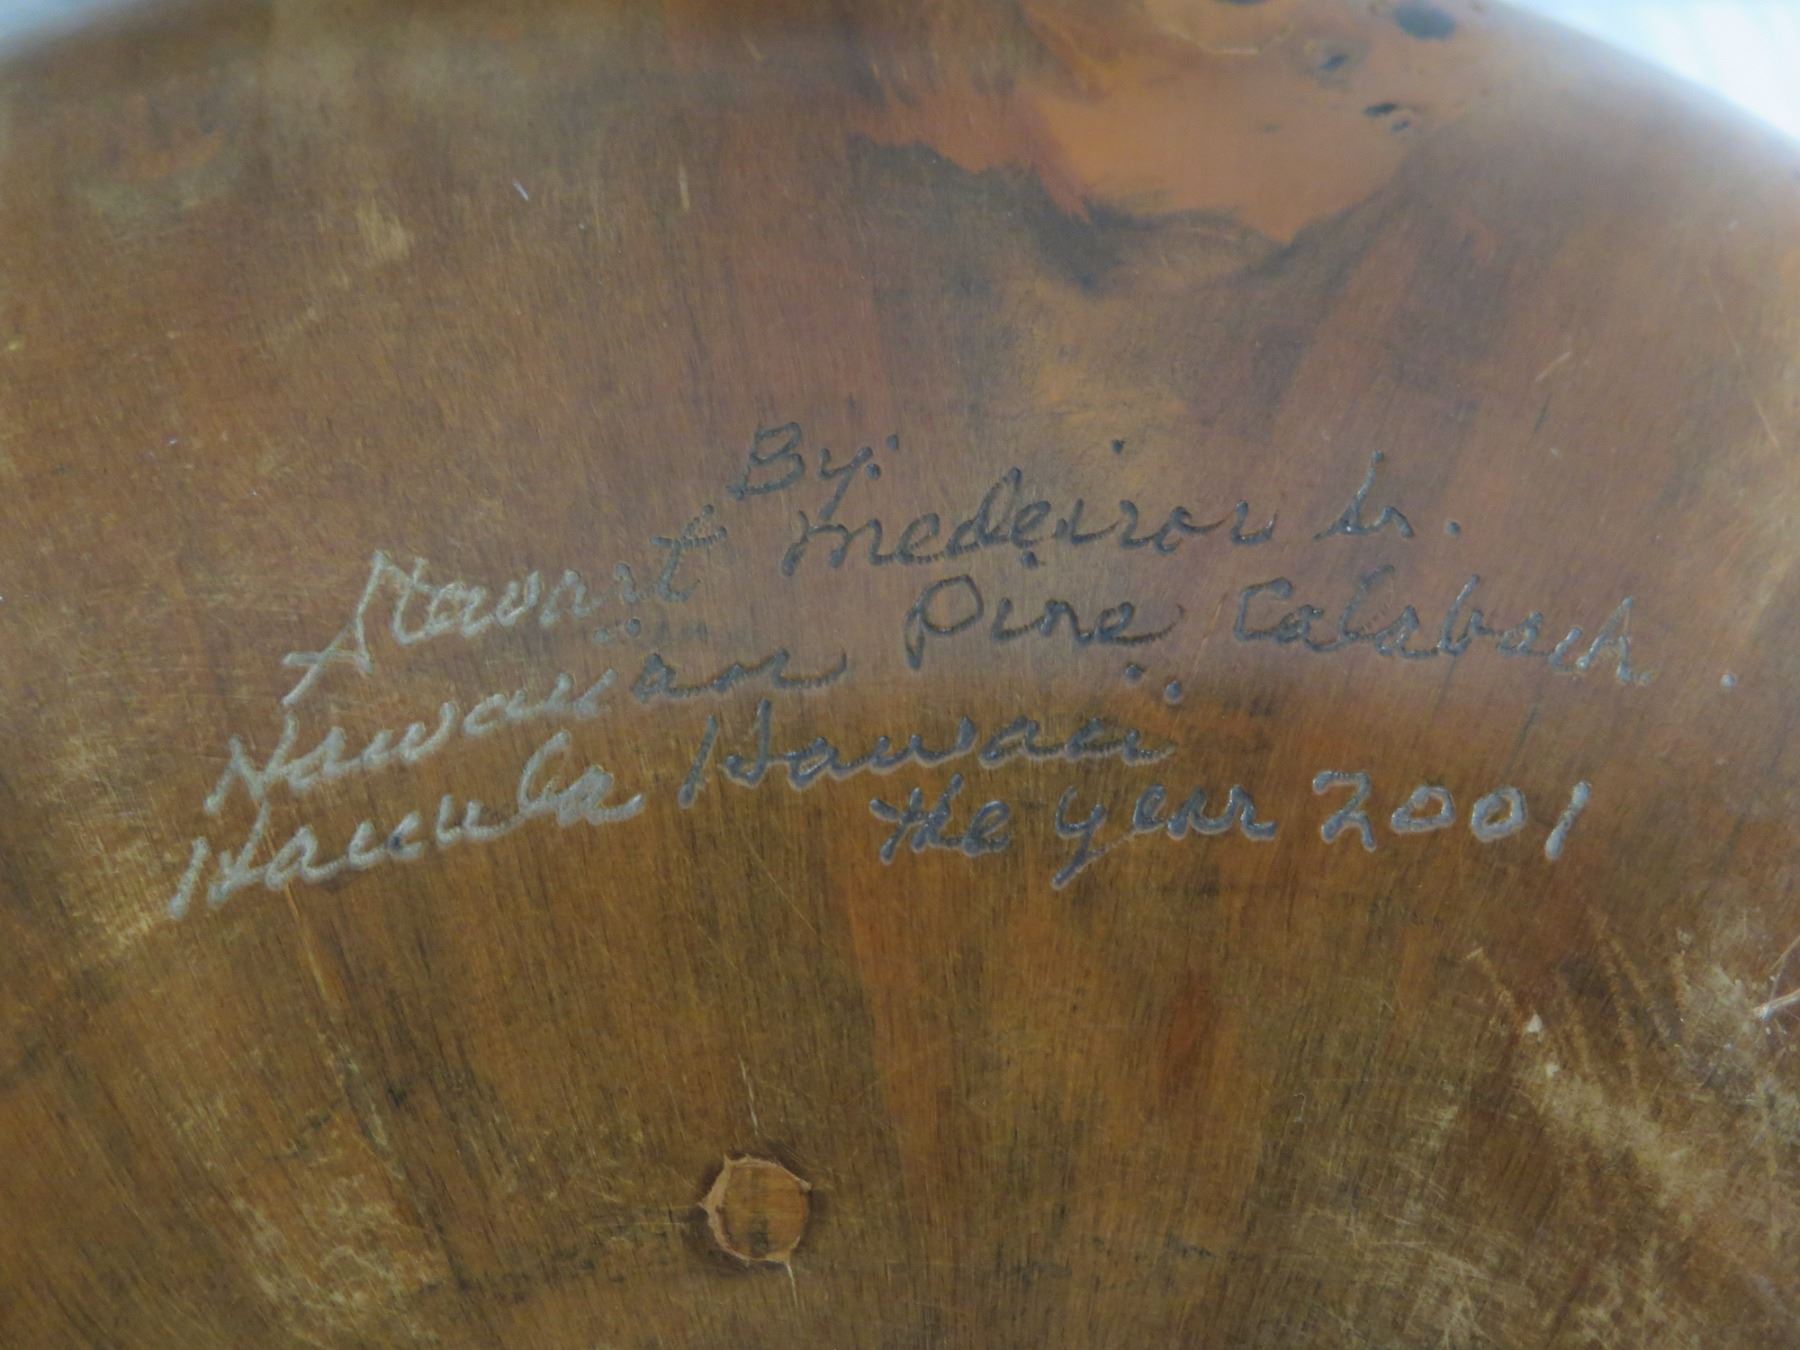 By:
Stewart Medeiros Sr.
Hawaiian Pine Calabash.
Hauula Hawaii
the year 2001